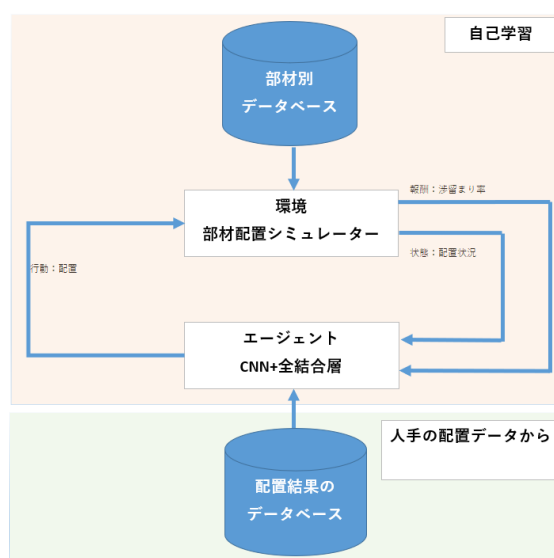 自己学習
部材別
データベース
報酬：渉留まり率
環境
部材配置シミュレーター
状態：配置状況
行動：配置
エージェント
CNN+全結合層
人手の配置データから
配置結果の
データベース